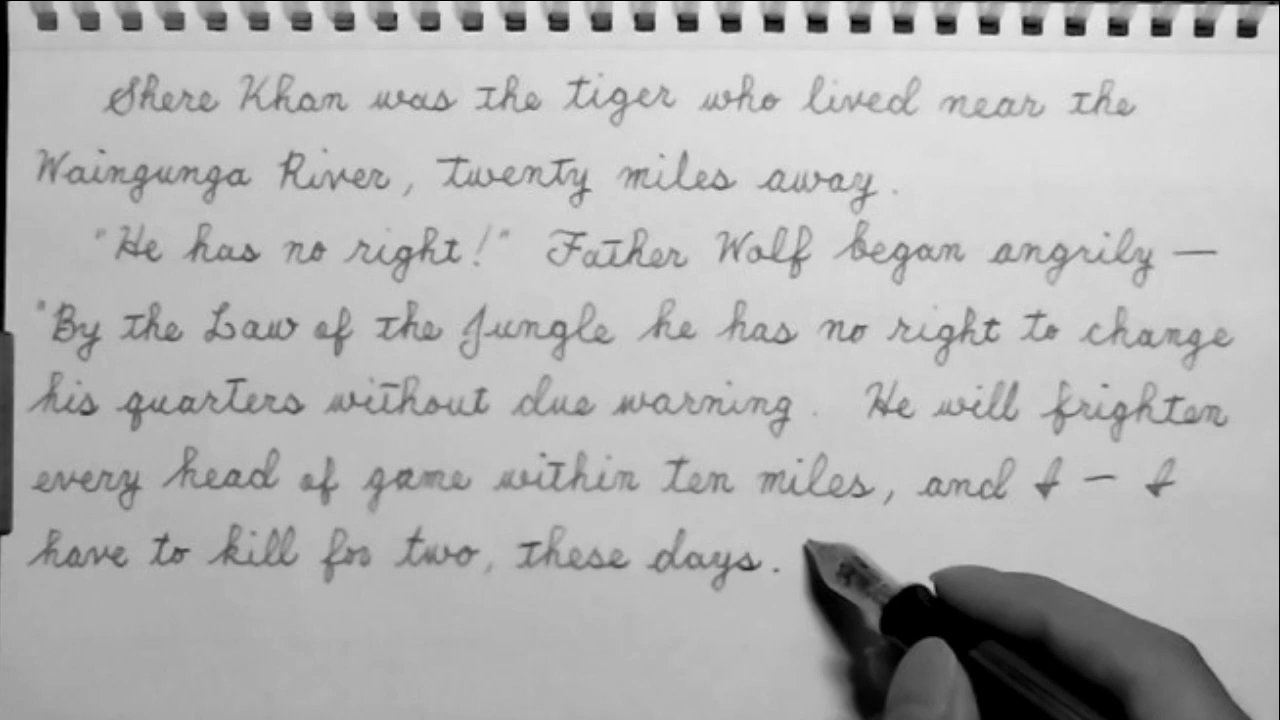 Shere Khan was the tiger who lived near the
Waingunga River, twenty miles away.
"He has no right!" Father Wolf began angrily —
"By the Law of the Jungle he has no right to change
his quarters without due warning. He will frighten
every head of game within ten miles, and I — I
have to kill for two, these days.